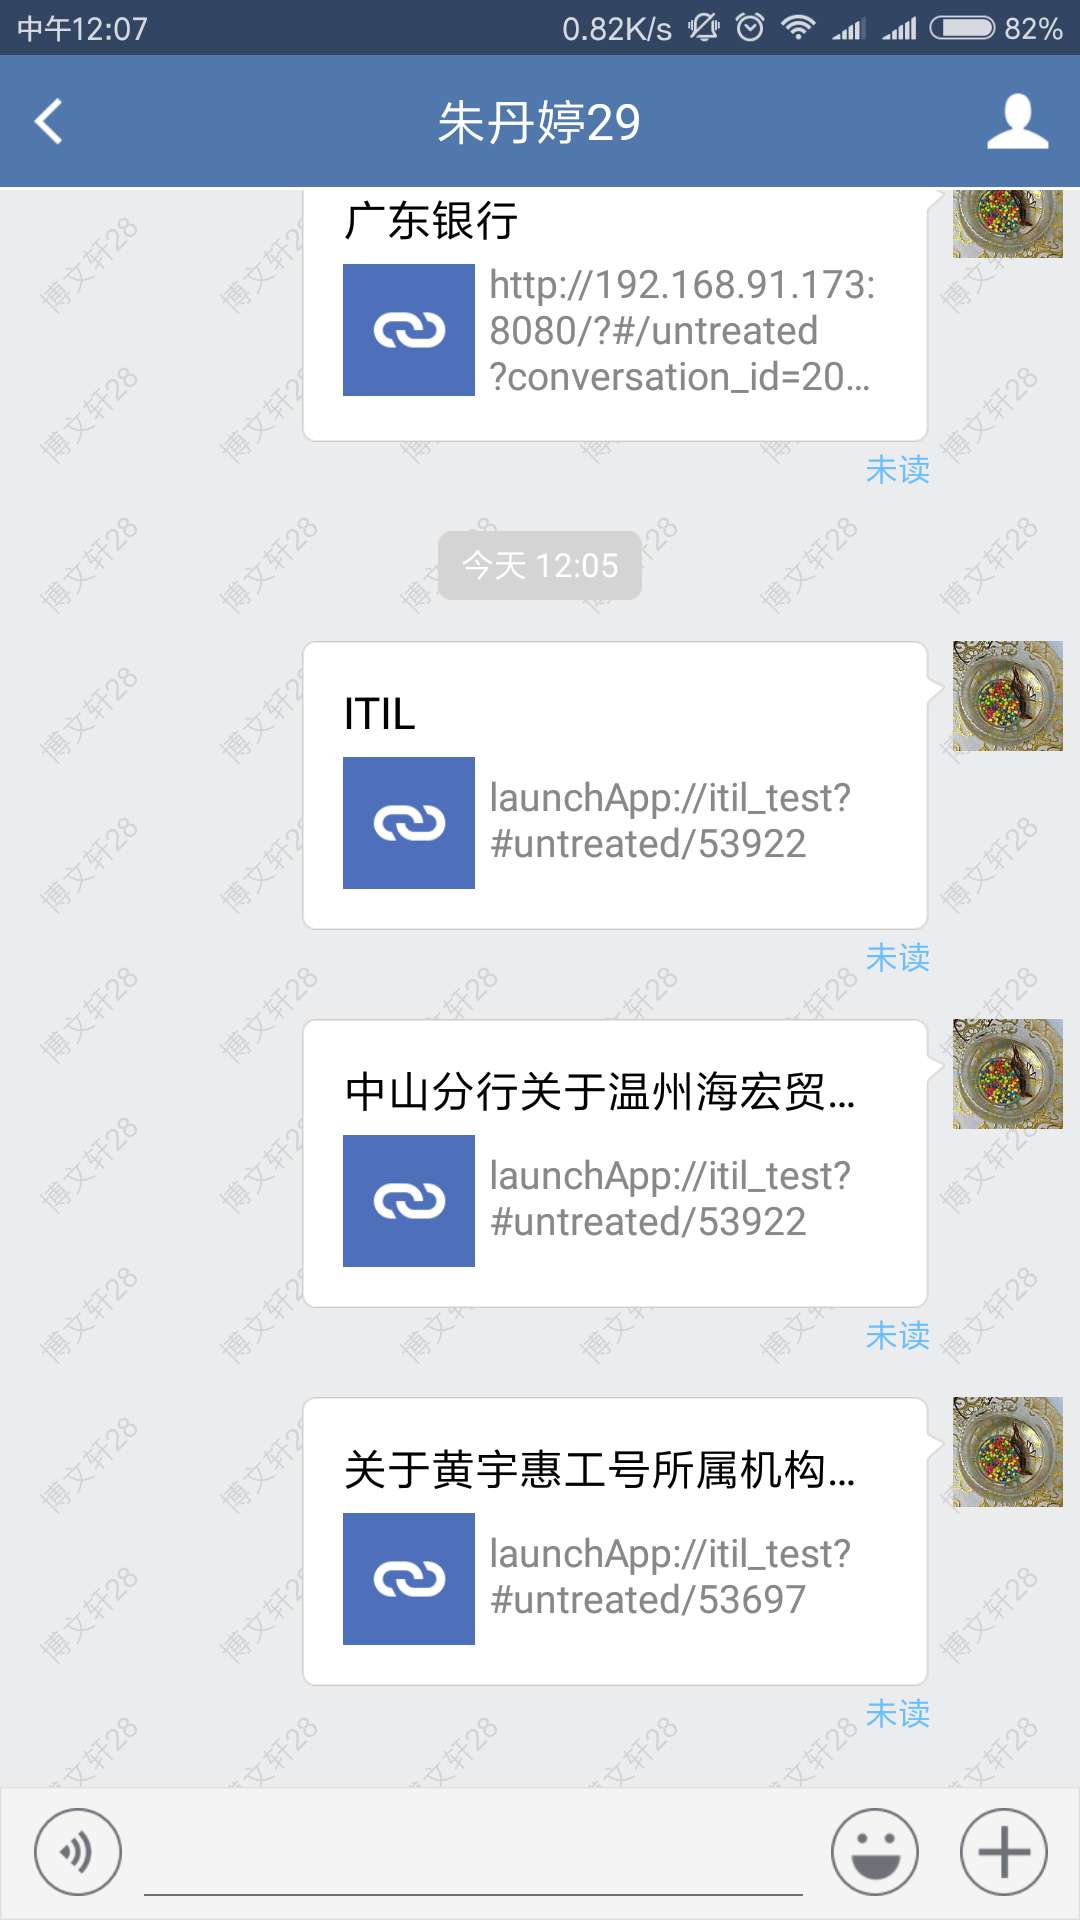 中午12:07
0.82K/s
82%
朱丹婷29
广东银行
http://192.168.91.173:
8080/?#/untreated
?conversation_id=20...
未读
今天 12:05
ITIL
launchApp://itil_test?
#untreated/53922
未读
中山分行关于温州海宏贸...
launchApp://itil_test?
#untreated/53922
未读
关于黄宇惠工号所属机构...
launchApp://itil_test?
#untreated/53697
未读
博文轩28